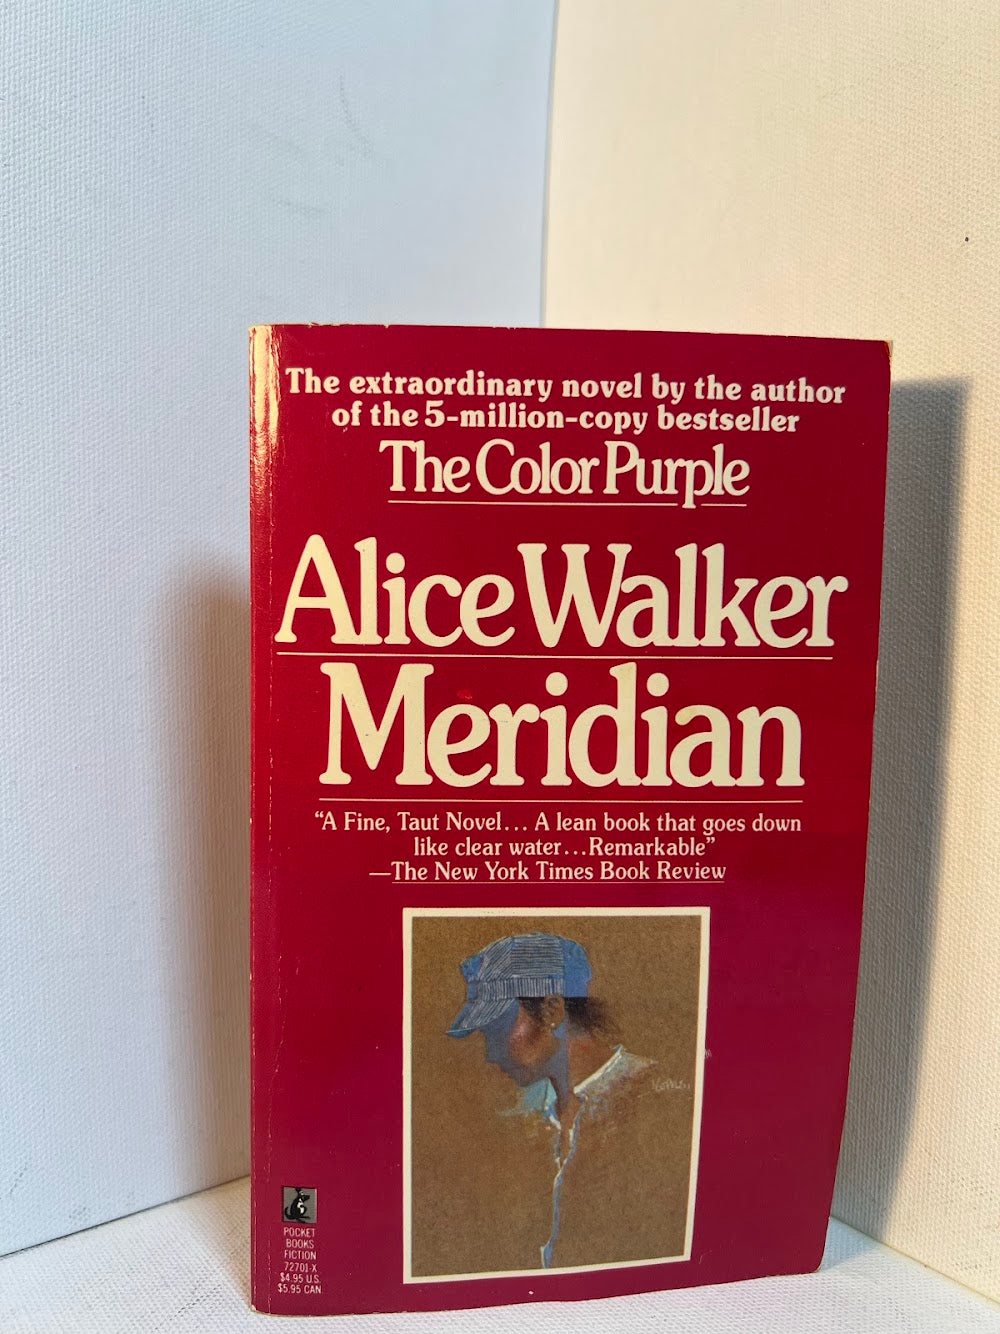 The extraordinary novel by the author
of the 5-million-copy bestseller
The Color Purple
Alice Walker
Meridian
“A Fine, Taut Novel... A lean book that goes down
like clear water...Remarkable”
—The New York Times Book Review
POCKET
BOOKS
FICTION
72701-X
$4.95 U.S.
$5.95 CAN.